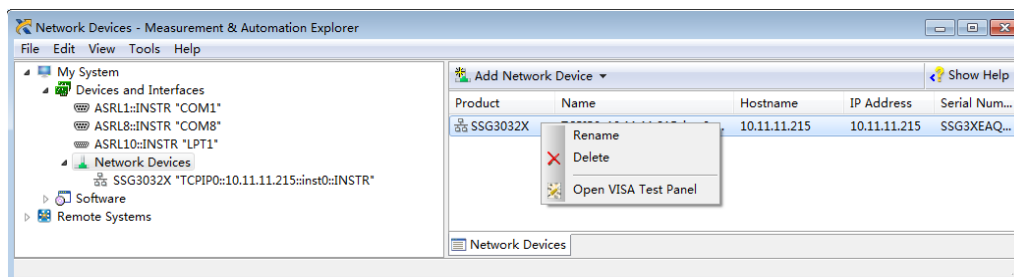 Network Devices - Measurement & Automation Explorer
File Edit View Tools Help
My System
Devices and Interfaces
ASRL1::INSTR "COM1"
ASRL8::INSTR "COM8"
ASRL10::INSTR "LPT1"
Network Devices
SSG3032X "TCPIP0::10.11.11.215::inst0::INSTR"
Software
Remote Systems
Add Network Device Show Help
Product Name Hostname IP Address Serial Num...
SSG3032X 10.11.11.215 10.11.11.215 SSG3XEAQ...
Rename
Delete
Open VISA Test Panel
Network Devices